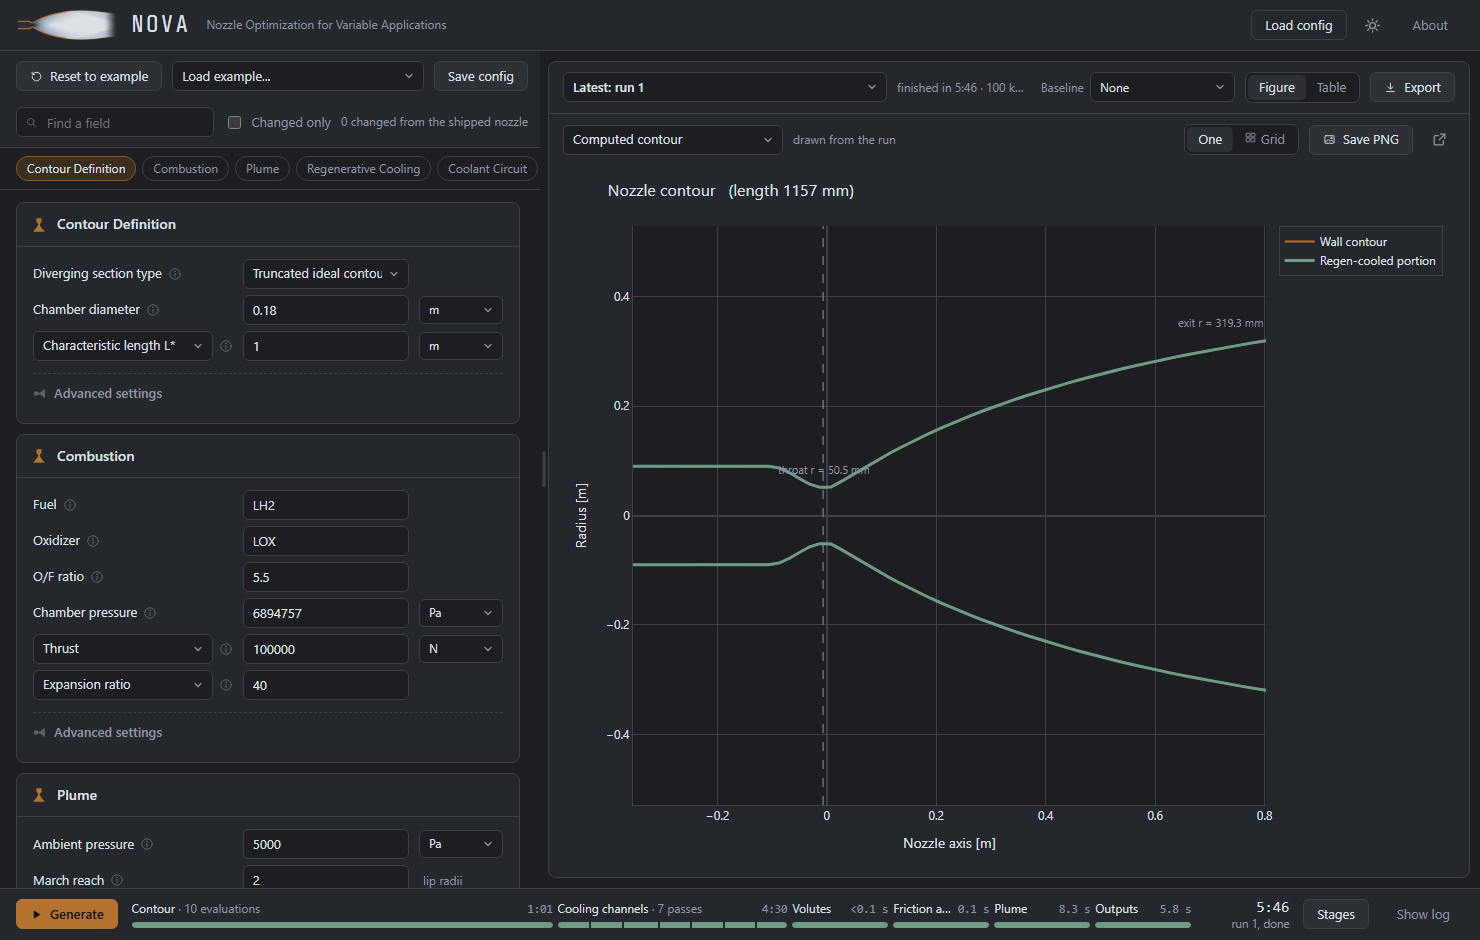 NOVA Nozzle Optimization for Variable Applications Load config About
Reset to example Load example... Save config
Find a field Changed only 0 changed from the shipped nozzle
Contour Definition Combustion Plume Regenerative Cooling Coolant Circuit
Contour Definition
Diverging section type Truncated ideal contou
Chamber diameter 0.18 m
Characteristic length L* 1 m
Advanced settings
Combustion
Fuel LH2
Oxidizer LOX
O/F ratio 5.5
Chamber pressure 6894757 Pa
Thrust 100000 N
Expansion ratio 40
Advanced settings
Plume
Ambient pressure 5000 Pa
March reach 2 lip radii
Latest: run 1 finished in 5:46 · 100 k... Baseline None Figure Table Export
Computed contour drawn from the run One Grid Save PNG
Nozzle contour (length 1157 mm)
Wall contour
Regen-cooled portion
exit r = 319.3 mm
throat r = 50.5 mm
0.4
0.2
0
−0.2
−0.4
Radius [m]
−0.2 0 0.2 0.4 0.6 0.8
Nozzle axis [m]
Generate Contour · 10 evaluations 1:01 Cooling channels · 7 passes 4:30 Volutes <0.1 s Friction a... 0.1 s Plume 8.3 s Outputs 5.8 s 5:46 Stages Show log
run 1, done